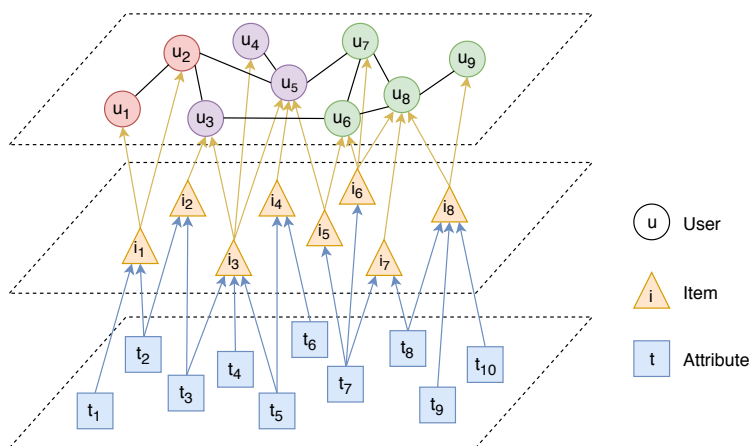 u4
u7
u2
u9
u5
u8
u1
u3
u6
i6
i2
i4
i8
u
User
i5
i1
i3
i7
i
Item
t6
t2
t8
t
Attribute
t4
t10
t3
t7
t1
t5
t9